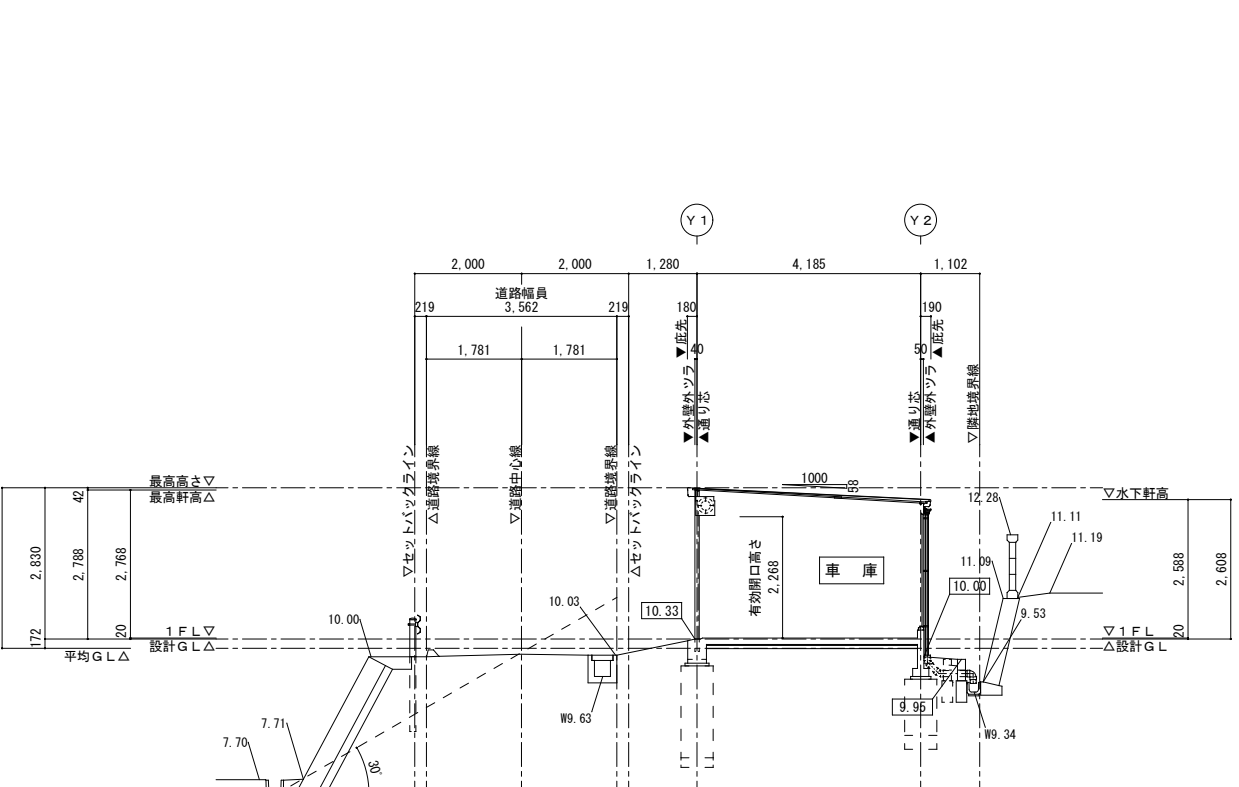 Y1
Y2
2,000
2,000
1,280
4,185
1,102
道路幅員
219
3,562
219
180
190
▼庇先
▲庇先
1,781
1,781
40
50
▼外壁外ツラ
▲通り芯
▼通り芯
▲外壁外ツラ
▽隣地境界線
▽セットバックライン
△道路境界線
▽道路中心線
▽道路境界線
△セットバックライン
最高高さ▽
最高軒高△
42
1000
58
▽水下軒高
12.28
11.11
11.19
11.09
2,830
2,788
2,768
有効開口高さ
2,268
車 庫
10.00
2,588
2,608
10.03
10.33
9.53
10.00
172
20
1FL▽
設計GL△
平均GL△
▽1FL
△設計GL
20
7.71
7.70
W9.63
9.95
W9.34
30°